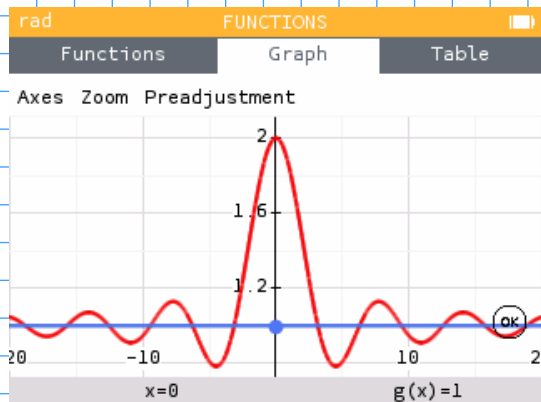 rad FUNCTIONS
Functions Graph Table
Axes Zoom Preadjustment
2
1.6
1.2
OK
20 -10 10 2
x=0 g(x)=1